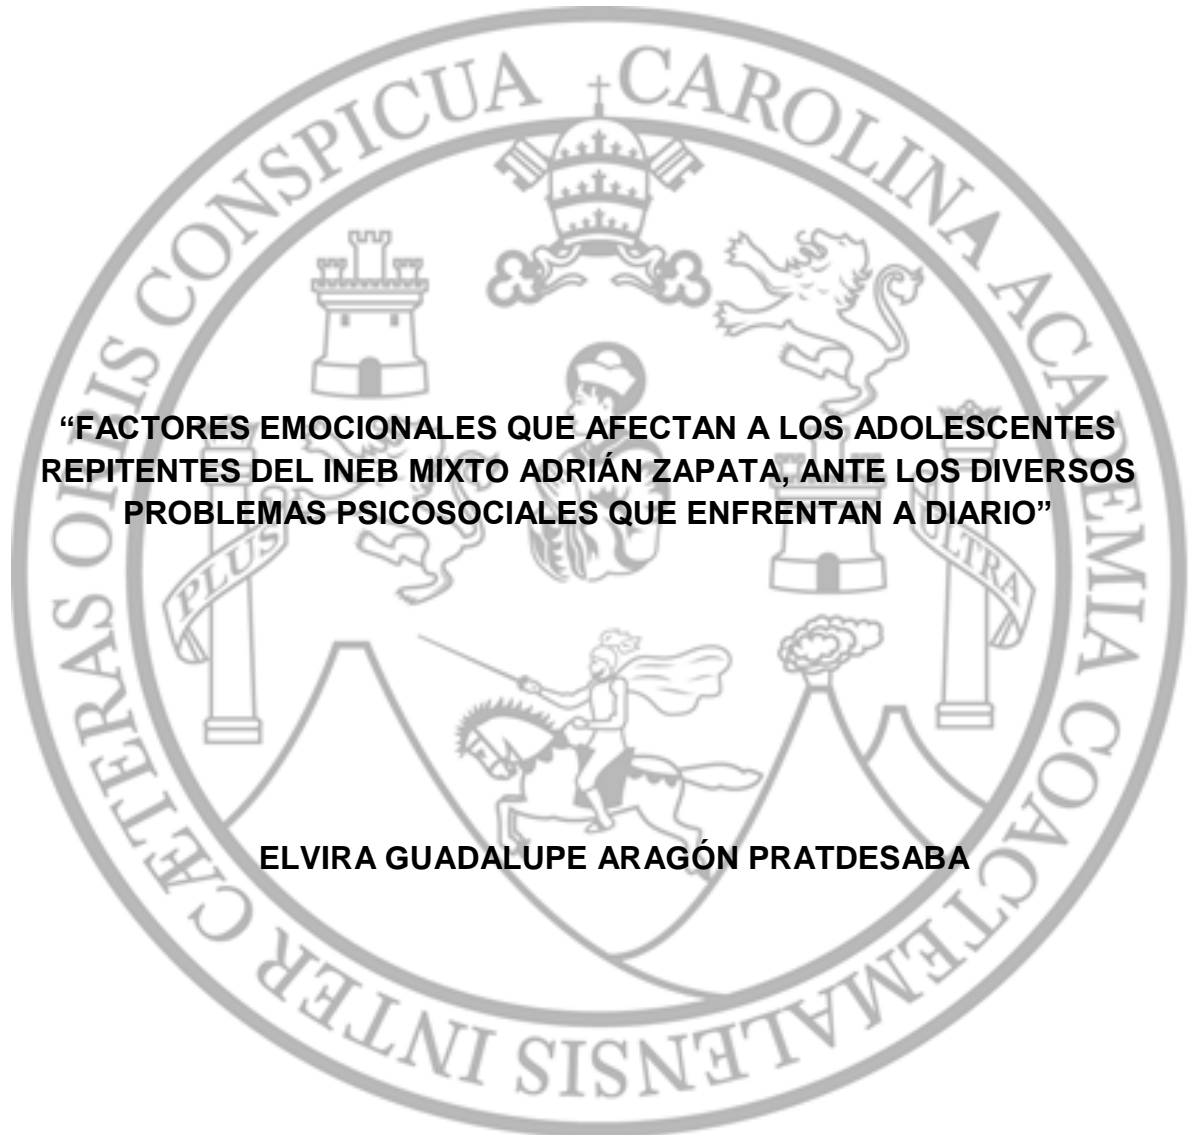 CAROLINA ACADEMIA COACTEMALENSIS INTER CÆTERAS ORBIS CONSPICUA
“FACTORES EMOCIONALES QUE AFECTAN A LOS ADOLESCENTES
REPITENTES DEL INEB MIXTO ADRIÁN ZAPATA, ANTE LOS DIVERSOS
PROBLEMAS PSICOSOCIALES QUE ENFRENTAN A DIARIO”
PLUS
ULTRA
ELVIRA GUADALUPE ARAGÓN PRATDESABA